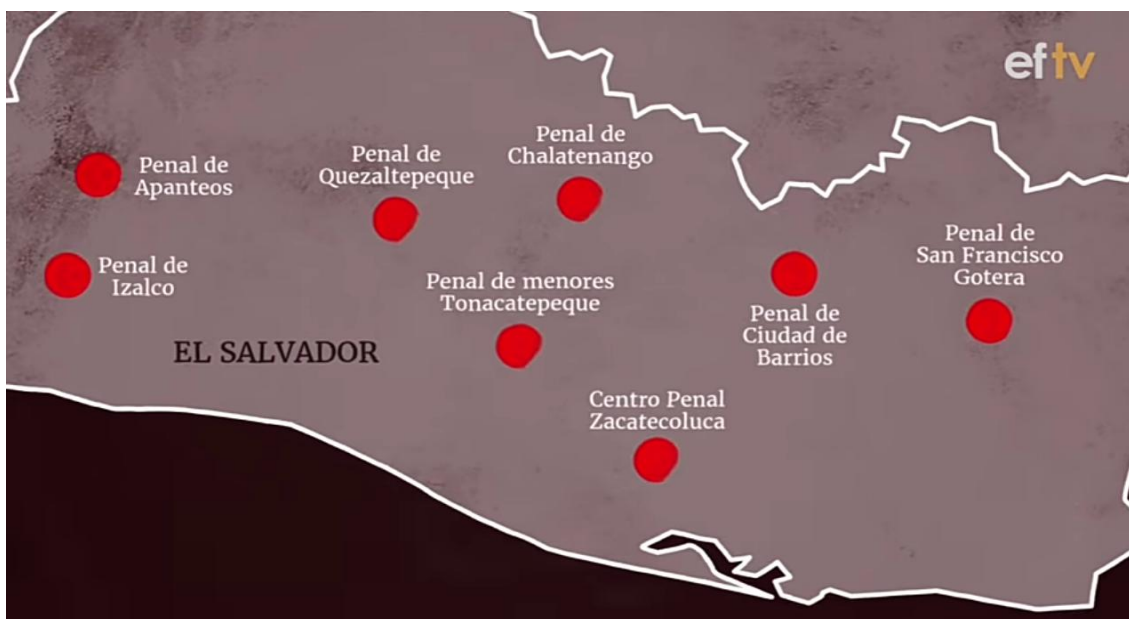 eftv
Penal de
Chalatenango
Penal de
Quezaltepeque
Penal de
Apanteos
Penal de
San Francisco
Gotera
Penal de
Izalco
Penal de menores
Tonacatepeque
Penal de
Ciudad de
Barrios
EL SALVADOR
Centro Penal
Zacatecoluca